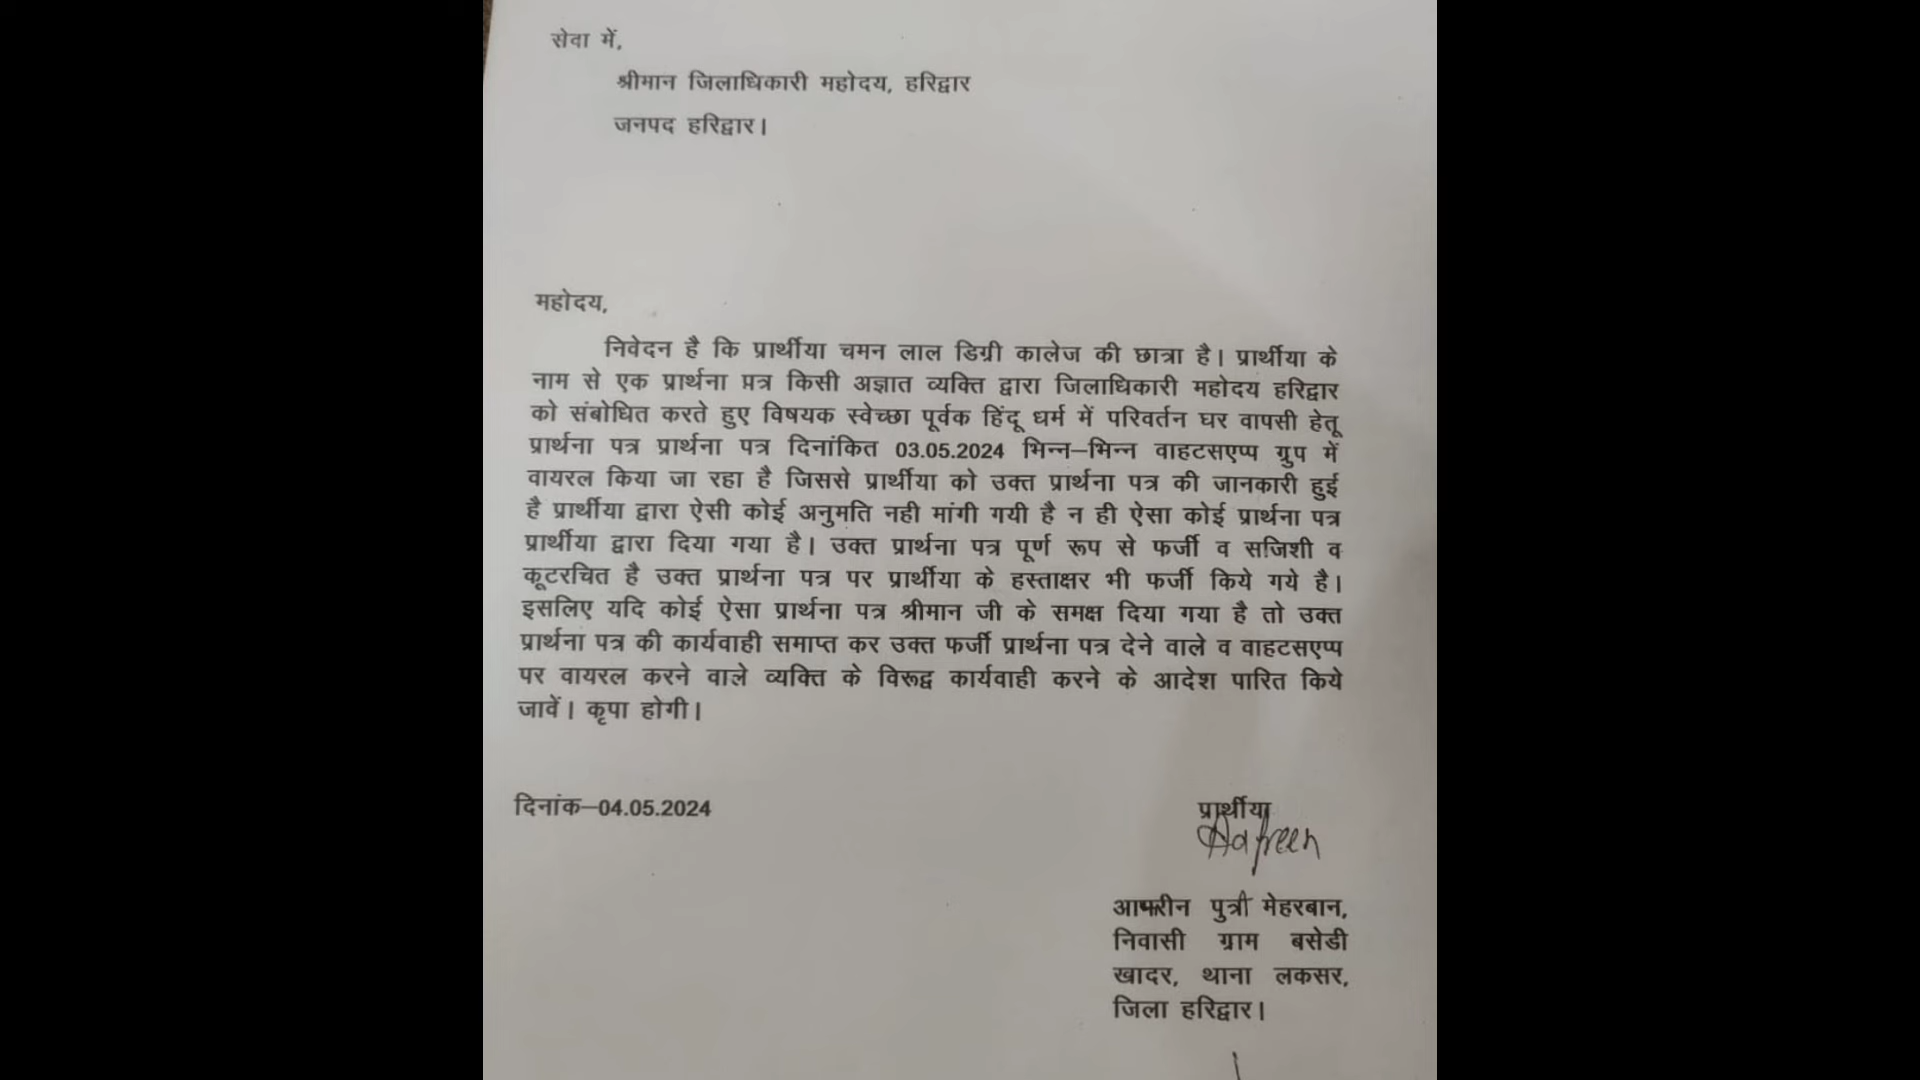 सेवा में,
श्रीमान जिलाधिकारी महोदय, हरिद्वार
जनपद हरिद्वार।
महोदय,
निवेदन है कि प्रार्थीया चमन लाल डिग्री कालेज की छात्रा है। प्रार्थीया के
नाम से एक प्रार्थना प़त्र किसी अज्ञात व्यक्ति द्वारा जिलाधिकारी महोदय हरिद्वार
को संबोधित करते हुए विषयक स्वेच्छा पूर्वक हिंदू धर्म में परिवर्तन घर वापसी हेतू
प्रार्थना पत्र प्रार्थना पत्र दिनांकित 03.05.2024 भिन्न–भिन्न वाहटसएप्प ग्रुप में
वायरल किया जा रहा है जिससे प्रार्थीया को उक्त प्रार्थना पत्र की जानकारी हुई
है प्रार्थीया द्वारा ऐसी कोई अनुमति नही मांगी गयी है न ही ऐसा कोई प्रार्थना पत्र
प्रार्थीया द्वारा दिया गया है। उक्त प्रार्थना पत्र पूर्ण रूप से फर्जी व सजिशी व
कूटरचित है उक्त प्रार्थना पत्र पर प्रार्थीया के हस्ताक्षर भी फर्जी किये गये है।
इसलिए यदि कोई ऐसा प्रार्थना पत्र श्रीमान जी के समक्ष दिया गया है तो उक्त
प्रार्थना पत्र की कार्यवाही समाप्त कर उक्त फर्जी प्रार्थना पत्र देने वाले व वाहटसएप्प
पर वायरल करने वाले व्यक्ति के विरूद्व कार्यवाही करने के आदेश पारित किये
जावें। कृपा होगी।
दिनांक–04.05.2024
प्रार्थीया
Aafreen
आफरीन पुत्री मेहरबान,
निवासी ग्राम बसेडी
खादर, थाना लकसर,
जिला हरिद्वार।